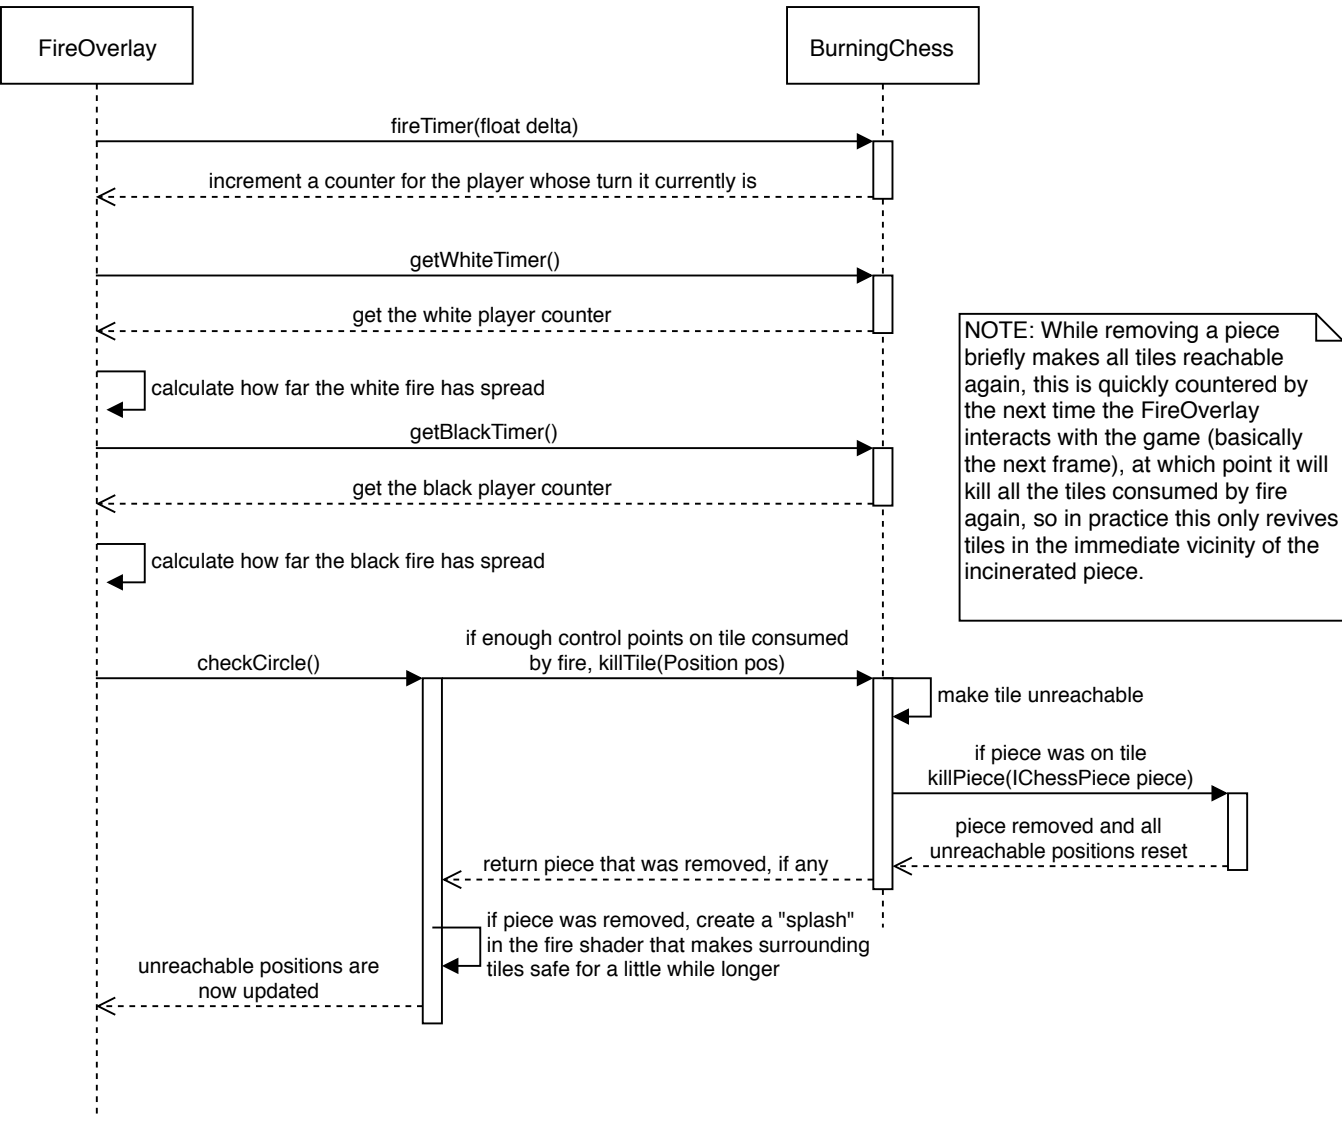 FireOverlay
BurningChess
fireTimer(float delta)
increment a counter for the player whose turn it currently is
getWhiteTimer()
get the white player counter
calculate how far the white fire has spread
getBlackTimer()
get the black player counter
calculate how far the black fire has spread
NOTE: While removing a piece
briefly makes all tiles reachable
again, this is quickly countered by
the next time the FireOverlay
interacts with the game (basically
the next frame), at which point it will
kill all the tiles consumed by fire
again, so in practice this only revives
tiles in the immediate vicinity of the
incinerated piece.
checkCircle()
if enough control points on tile consumed
by fire, killTile(Position pos)
make tile unreachable
if piece was on tile
killPiece(IChessPiece piece)
piece removed and all
unreachable positions reset
return piece that was removed, if any
if piece was removed, create a "splash"
in the fire shader that makes surrounding
tiles safe for a little while longer
unreachable positions are
now updated